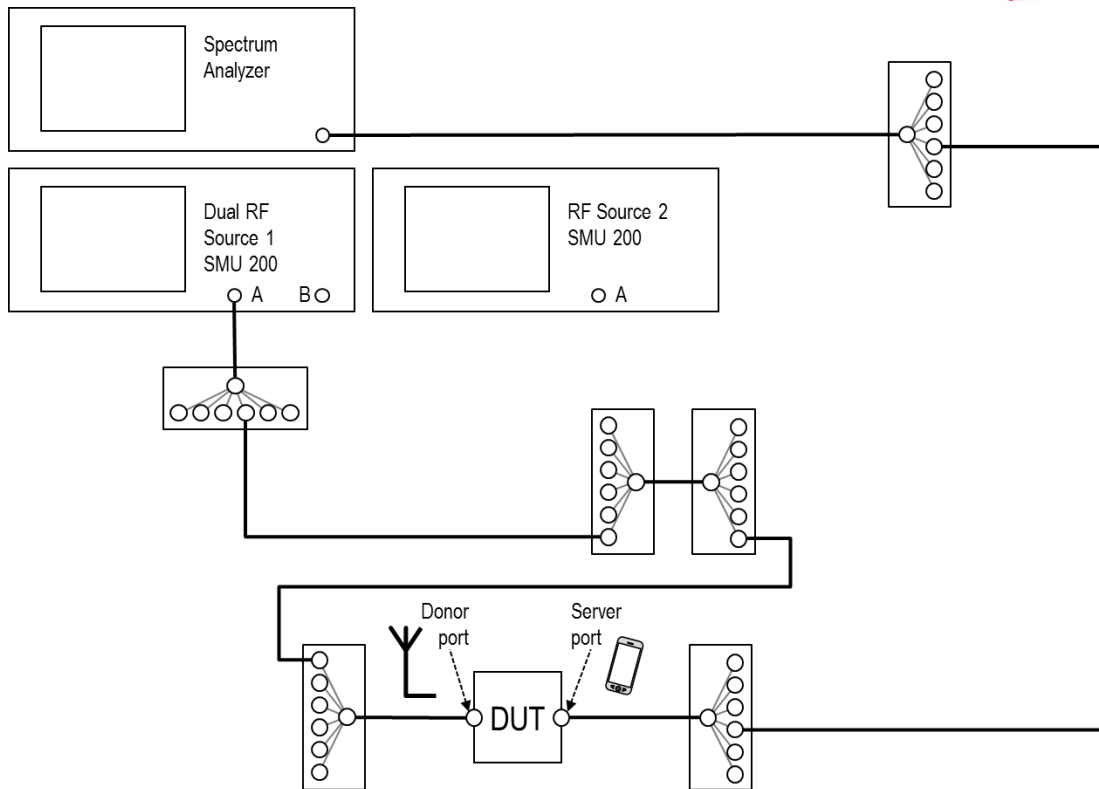 Spectrum
Analyzer
Dual RF
Source 1
SMU 200
A
B
RF Source 2
SMU 200
A
Donor
port
Server
port
DUT